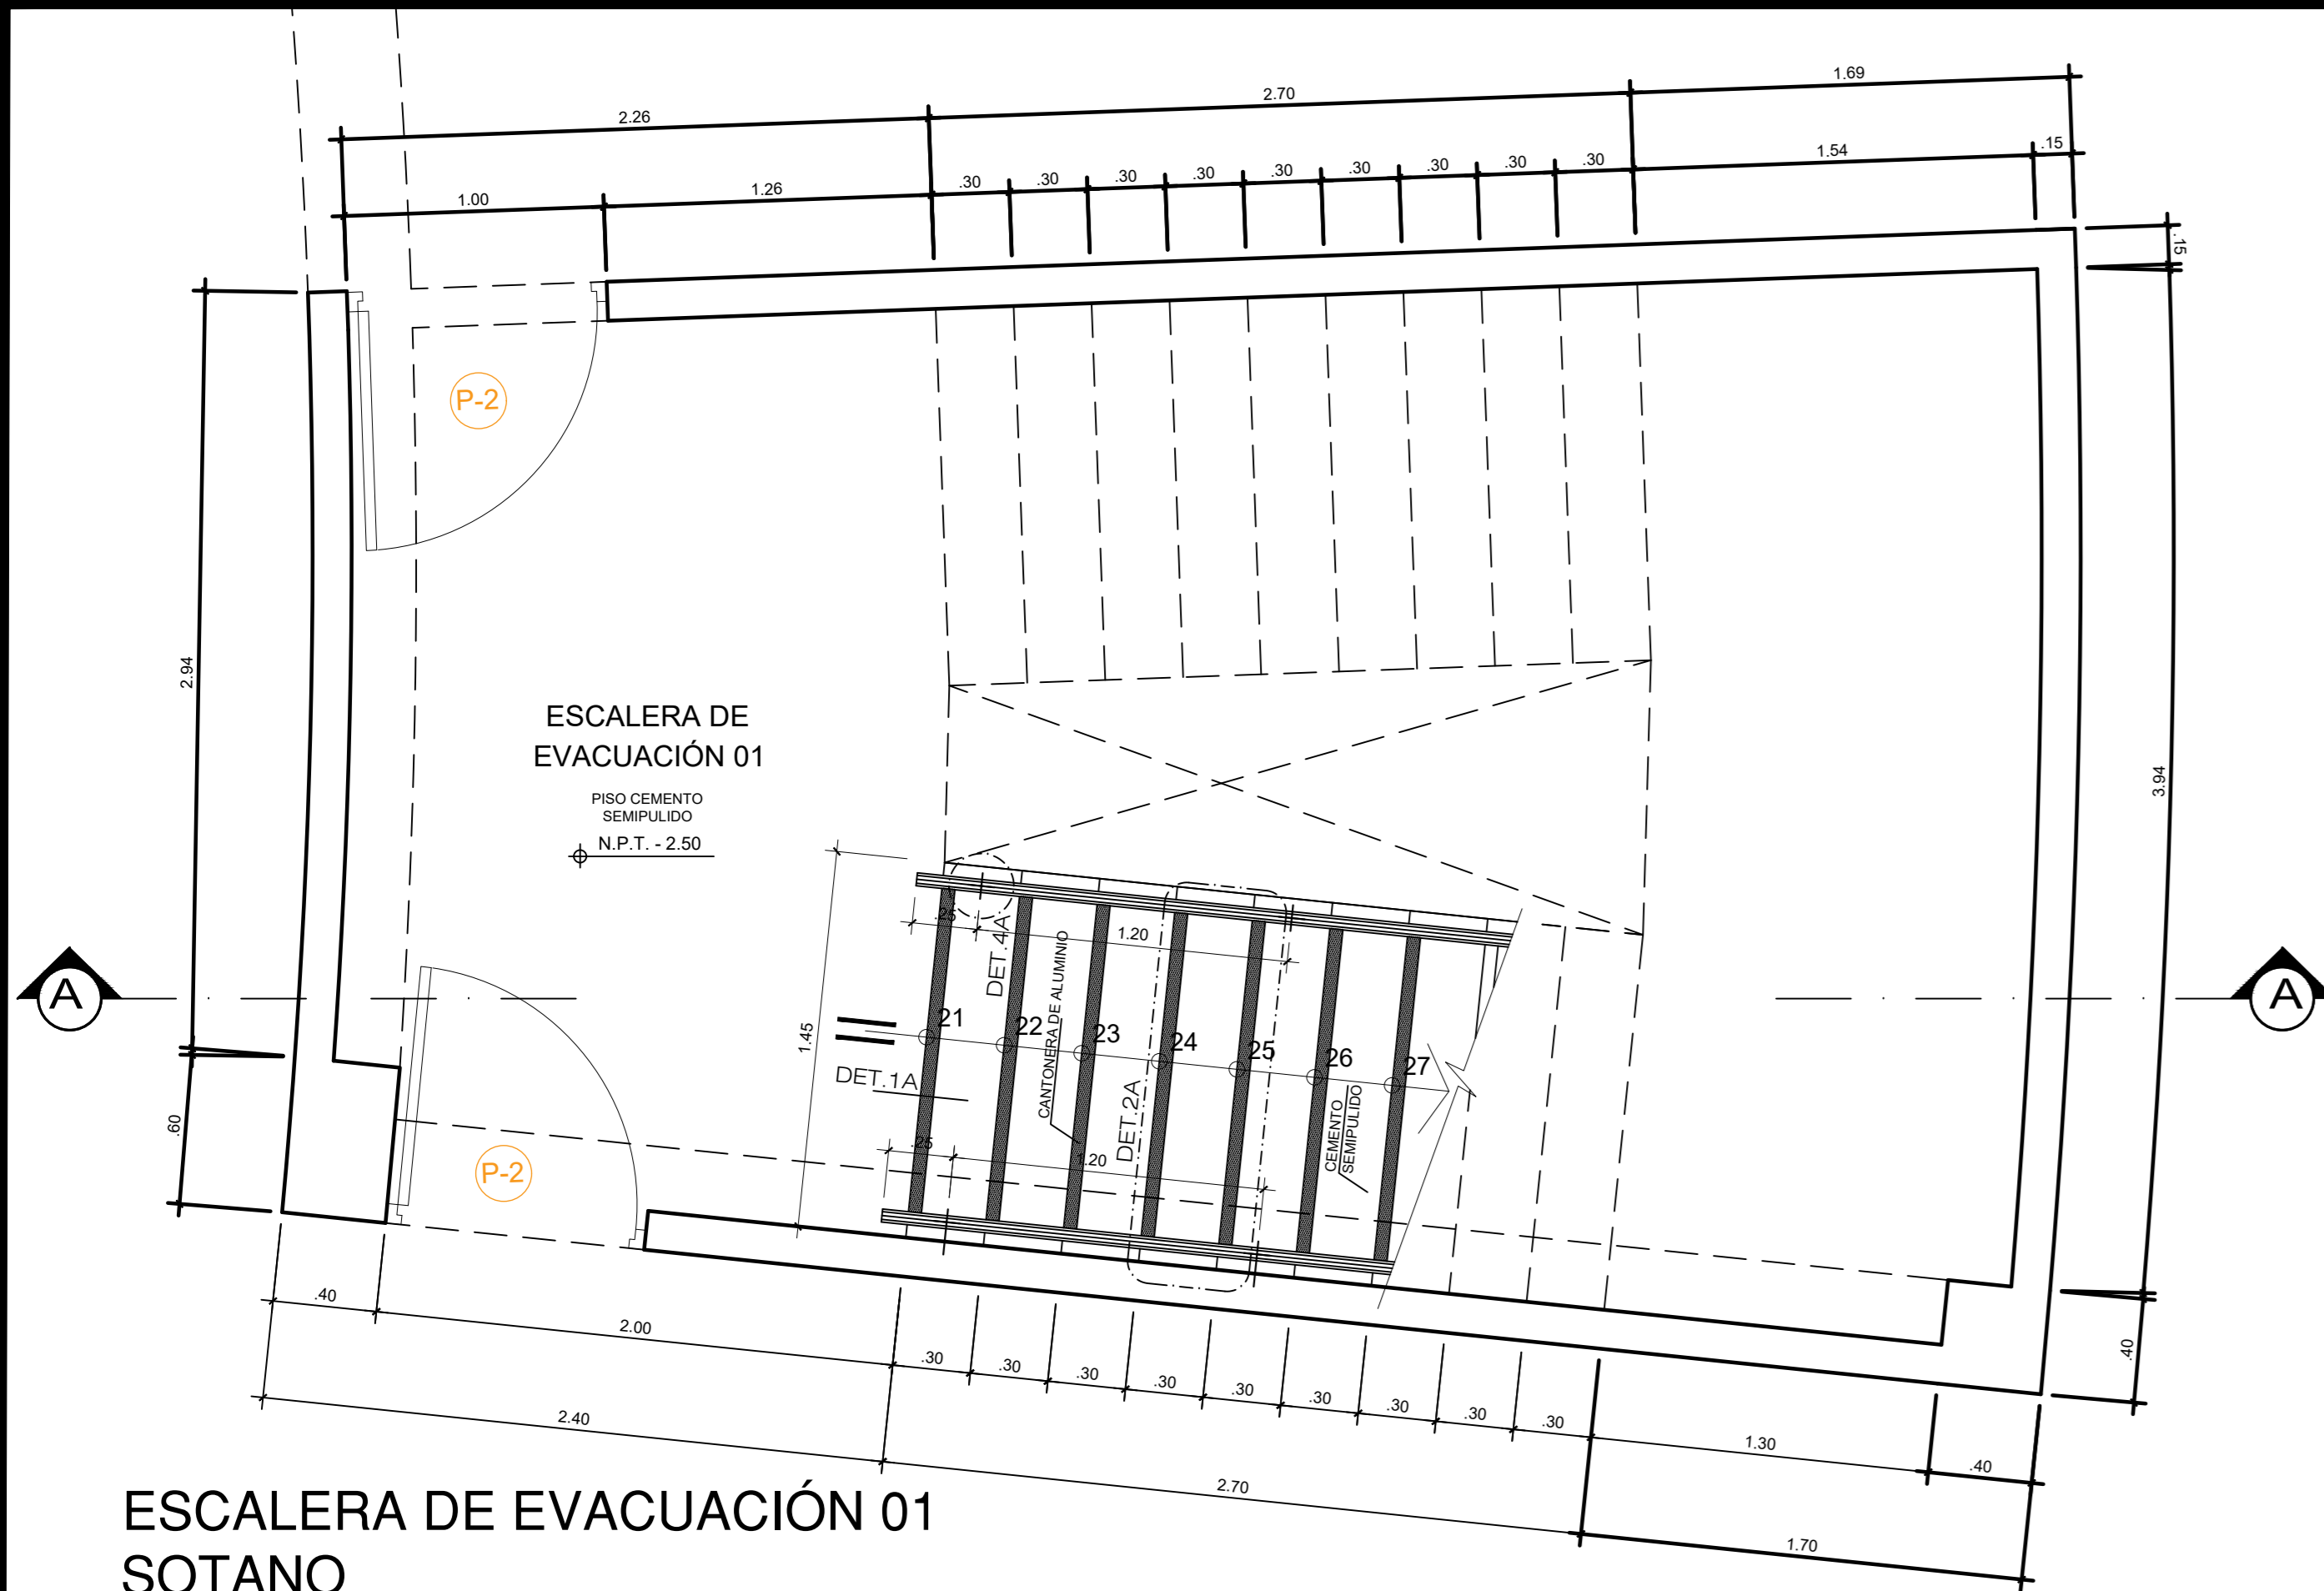 1.69
2.70
2.26
.15
1.54
.30
.30
.30
.30
.30
.30
.30
.30
.30
1.26
1.00
.15
P-2
2.94
ESCALERA DE
EVACUACIÓN 01
PISO CEMENTO
SEMIPULIDO
N.P.T. - 2.50
3.94
A
A
.25
1.20
DET.4A
CANTONERA DE ALUMINIO
1.45
21
22
23
24
25
26
27
DET.1A
DET.2A
CEMENTO
SEMIPULIDO
.60
P-2
.25
1.20
.40
2.00
.30
.30
.30
.30
.30
.30
.30
.30
.30
1.30
.40
.40
2.40
2.70
1.70
ESCALERA DE EVACUACIÓN 01
SOTANO